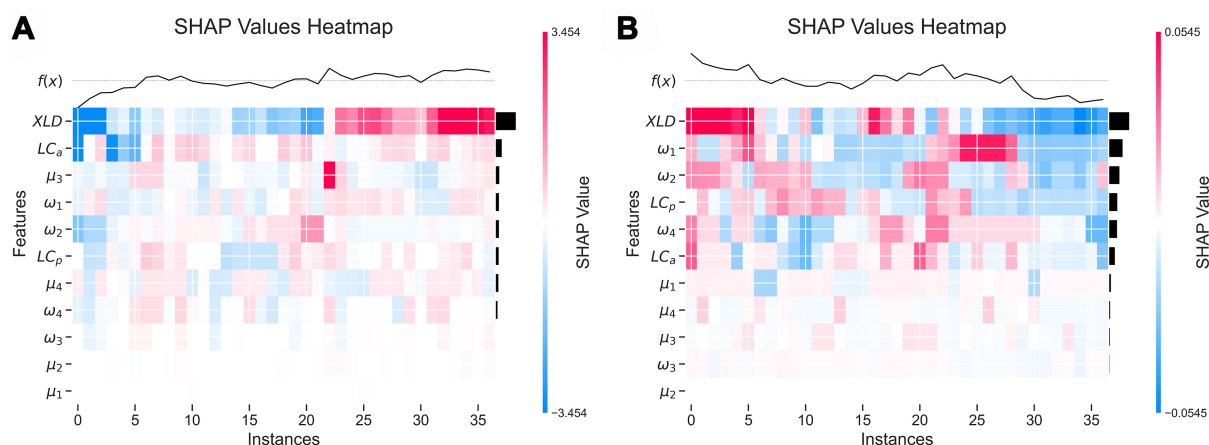 A
SHAP Values Heatmap
3.454
f(x)
XLD
LCₐ
μ₃
ω₁
ω₂
LCₚ
μ₄
ω₄
ω₃
μ₂
μ₁
Features
0 5 10 15 20 25 30 35
Instances
−3.454
SHAP Value
B
SHAP Values Heatmap
0.0545
f(x)
XLD
ω₁
ω₂
LCₚ
ω₄
LCₐ
μ₁
μ₄
μ₃
ω₃
μ₂
Features
0 5 10 15 20 25 30 35
Instances
−0.0545
SHAP Value